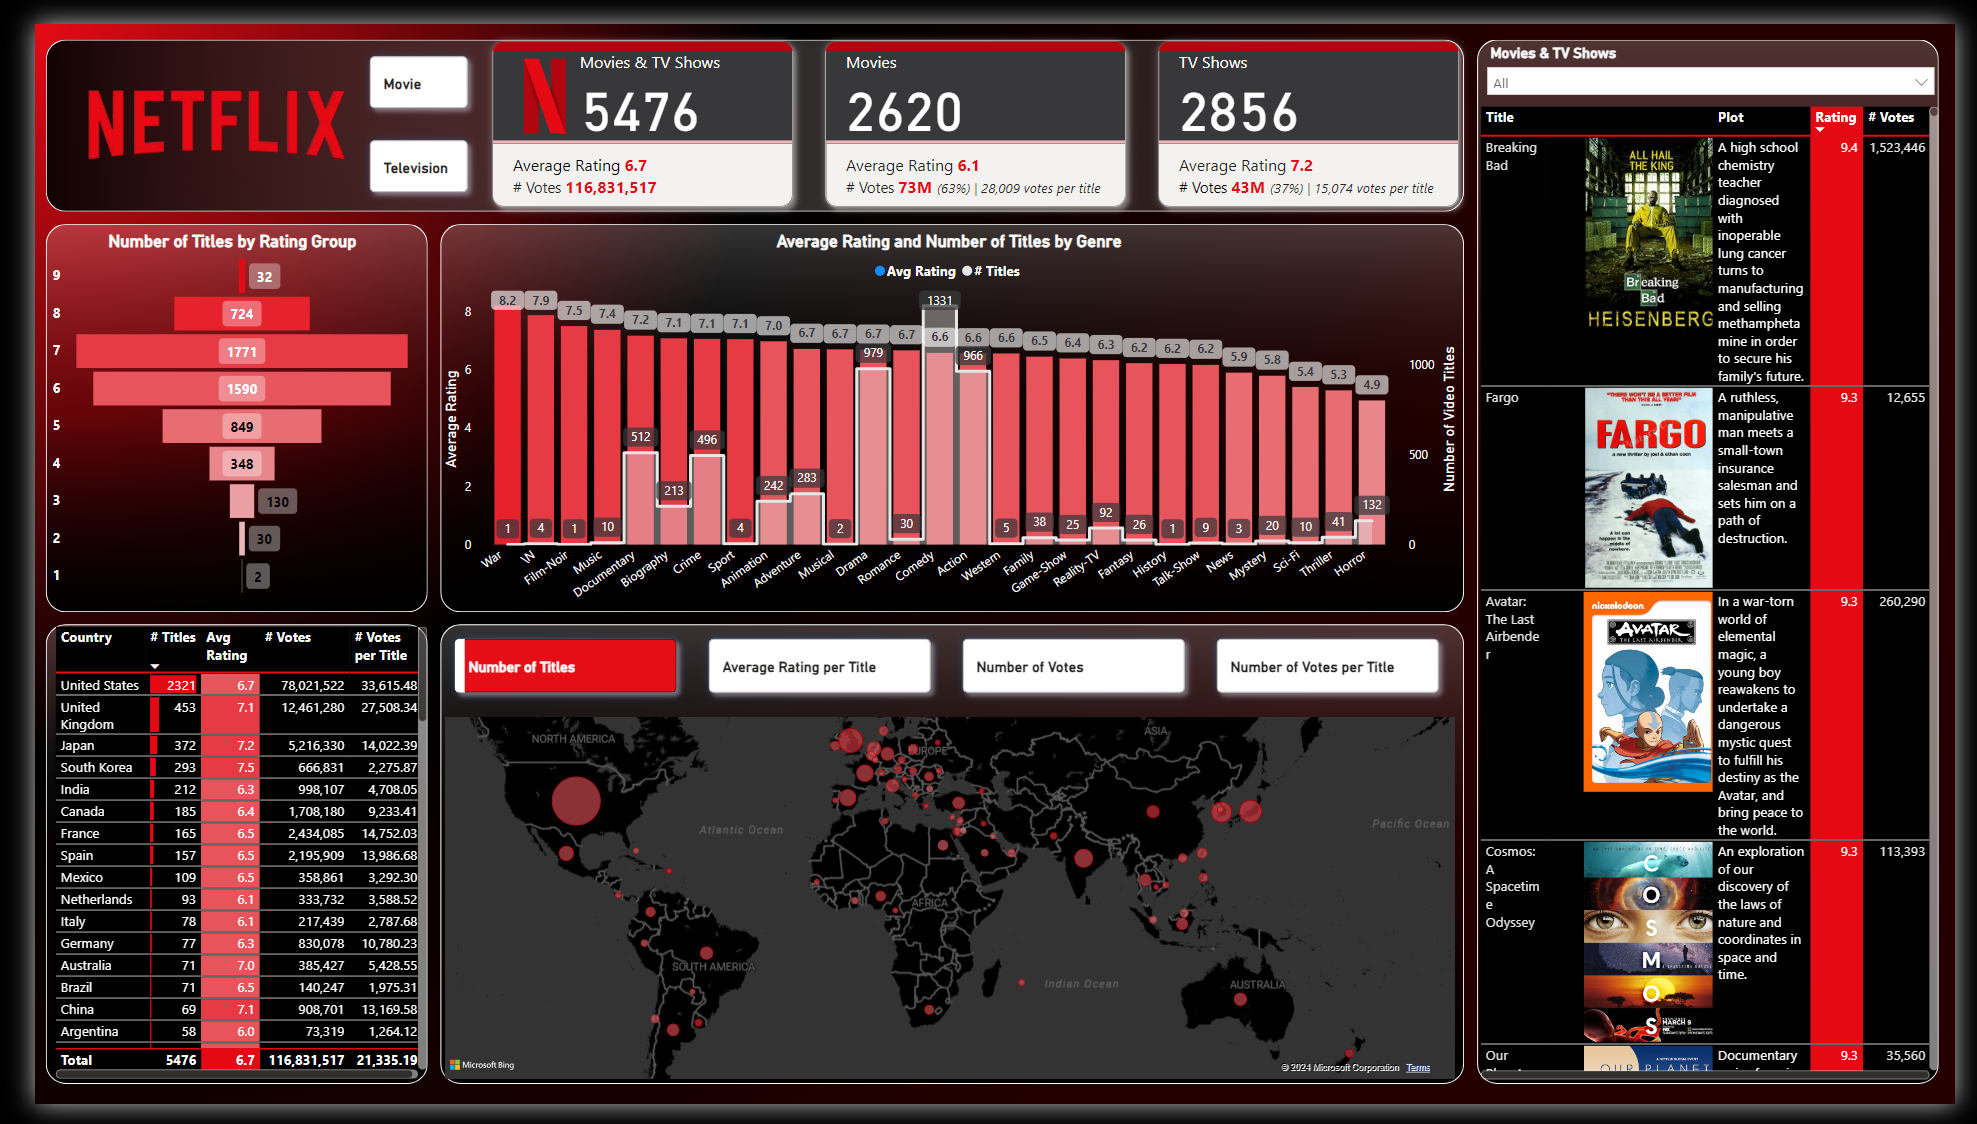 NETFLIX
Movie
Television
Movies & TV Shows
5476
Average Rating 6.7
# Votes 116,831,517
Movies
2620
Average Rating 6.1
# Votes 73M (63%) | 28,009 votes per title
TV Shows
2856
Average Rating 7.2
# Votes 43M (37%) | 15,074 votes per title
Number of Titles by Rating Group
9 32
8 724
7 1771
6 1590
5 849
4 348
3 130
2 30
1 2
Average Rating and Number of Titles by Genre
Avg Rating # Titles
Average Rating
8
6
4
2
0
8.2 7.9 7.5 7.4 7.2 7.1 7.1 7.1 7.0 6.7 6.7 6.7 6.7 6.6 6.6 6.6 6.5 6.4 6.3 6.2 6.2 6.2 5.9 5.8 5.4 5.3 4.9
1 4 1 10 512 213 496 4 242 283 2 979 30 1331 966 5 38 25 92 26 1 9 3 20 10 41 132
War \N Film-Noir Music Documentary Biography Crime Sport Animation Adventure Musical Drama Romance Comedy Action Western Family Game-Show Reality-TV Fantasy History Talk-Show News Mystery Sci-Fi Thriller Horror
1000
500
0
Number of Video Titles
Country # Titles Avg Rating # Votes # Votes per Title
United States 2321 6.7 78,021,522 33,615.48
United Kingdom 453 7.1 12,461,280 27,508.34
Japan 372 7.2 5,216,330 14,022.39
South Korea 293 7.5 666,831 2,275.87
India 212 6.3 998,107 4,708.05
Canada 185 6.4 1,708,180 9,233.41
France 165 6.5 2,434,085 14,752.03
Spain 157 6.5 2,195,909 13,986.68
Mexico 109 6.5 358,861 3,292.30
Netherlands 93 6.1 333,732 3,588.52
Italy 78 6.1 217,439 2,787.68
Germany 77 6.3 830,078 10,780.23
Australia 71 7.0 385,427 5,428.55
Brazil 71 6.5 140,247 1,975.31
China 69 7.1 908,701 13,169.58
Argentina 58 6.0 73,319 1,264.12
Total 5476 6.7 116,831,517 21,335.19
Number of Titles
Average Rating per Title
Number of Votes
Number of Votes per Title
NORTH AMERICA
EUROPE
ASIA
Atlantic Ocean
Pacific Ocean
AFRICA
SOUTH AMERICA
Indian Ocean
AUSTRALIA
Microsoft Bing
© 2024 Microsoft Corporation Terms
Movies & TV Shows
All
Title Plot Rating # Votes
Breaking
Bad
ALL HAIL
THE KING
Breaking
Bad
HEISENBERG
A high school
chemistry
teacher
diagnosed
with
inoperable
lung cancer
turns to
manufacturing
and selling
methampheta
mine in order
to secure his
family's future.
9.4 1,523,446
Fargo
FARGO
a new thriller by joel & ethan coen
A ruthless,
manipulative
man meets a
small-town
insurance
salesman and
sets him on a
path of
destruction.
9.3 12,655
Avatar:
The Last
Airbende
r
nickelodeon
AVATAR
THE LAST AIRBENDER
In a war-torn
world of
elemental
magic, a
young boy
reawakens to
undertake a
dangerous
mystic quest
to fulfill his
destiny as the
Avatar, and
bring peace to
the world.
9.3 260,290
Cosmos:
A
Spacetim
e
Odyssey
COSMOS
MARCH 9
An exploration
of our
discovery of
the laws of
nature and
coordinates in
space and
time.
9.3 113,393
Our
OUR PLANET
Documentary
9.3 35,560